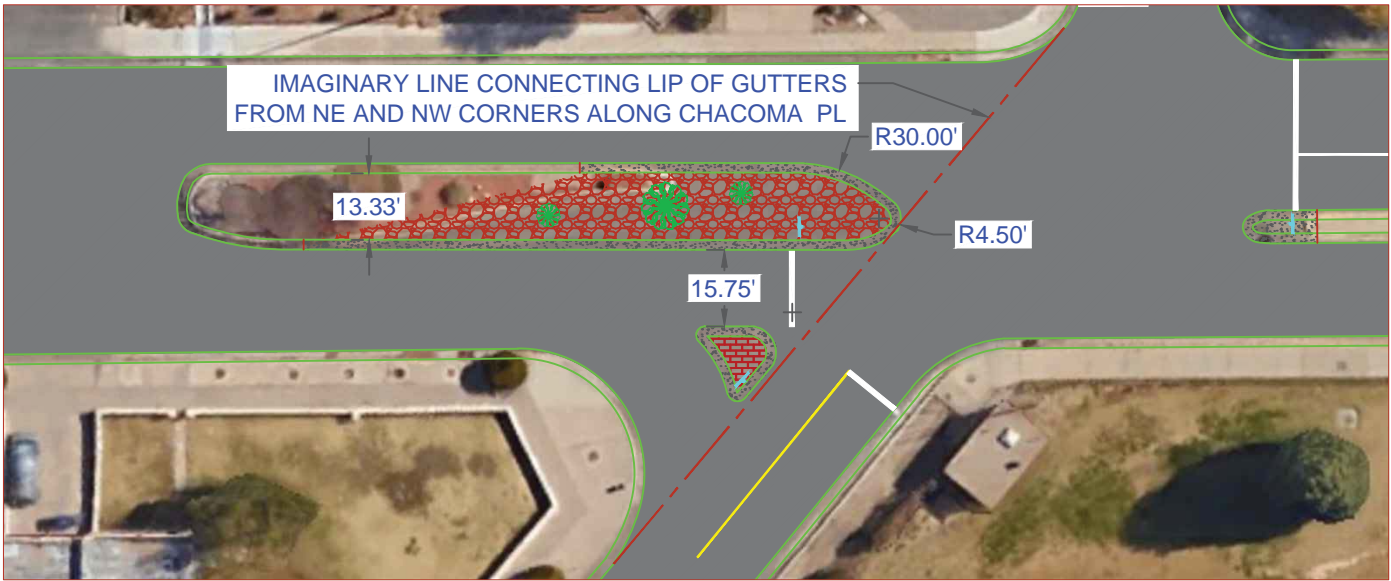 IMAGINARY LINE CONNECTING LIP OF GUTTERS
FROM NE AND NW CORNERS ALONG CHACOMA PL
R30.00'
13.33'
R4.50'
15.75'